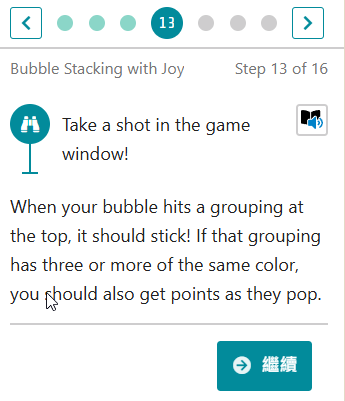 13
Bubble Stacking with Joy
Step 13 of 16
Take a shot in the game
window!
When your bubble hits a grouping at
the top, it should stick! If that grouping
has three or more of the same color,
you should also get points as they pop.
繼續